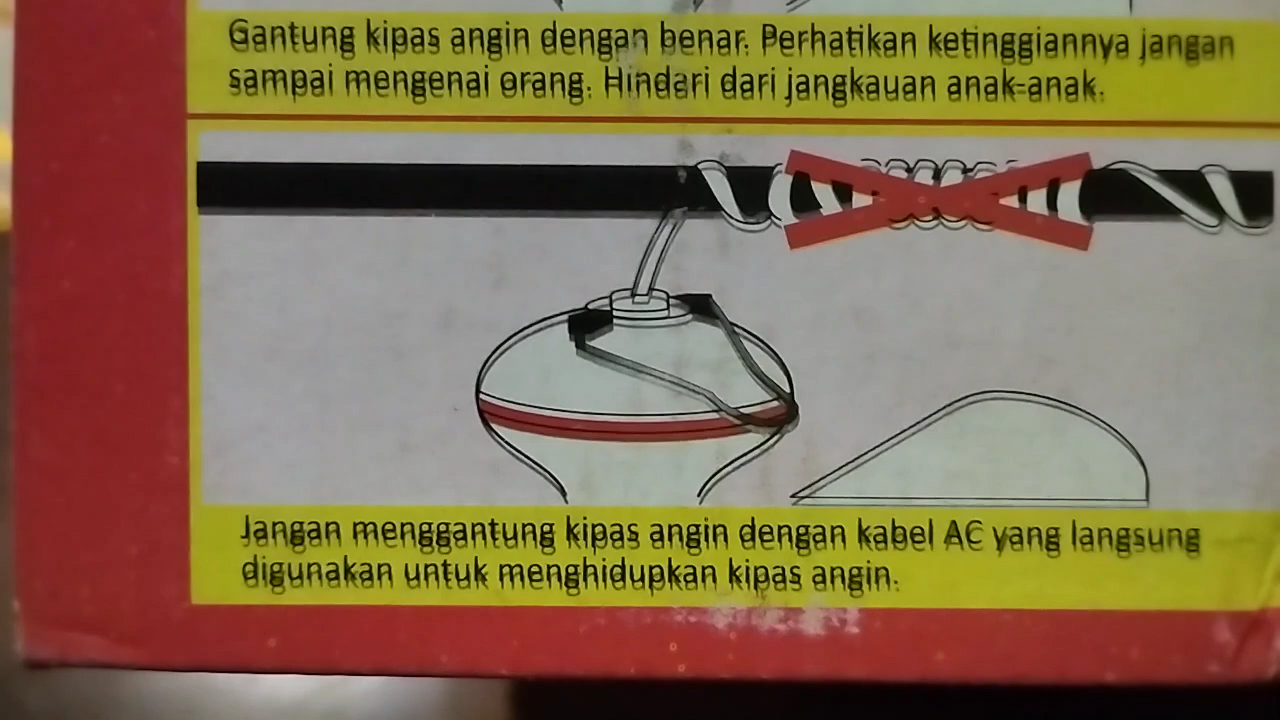 Gantung kipas angin dengan benar. Perhatikan ketinggiannya jangan
sampai mengenai orang. Hindari dari jangkauan anak-anak.
Jangan menggantung kipas angin dengan kabel AC yang langsung
digunakan untuk menghidupkan kipas angin.